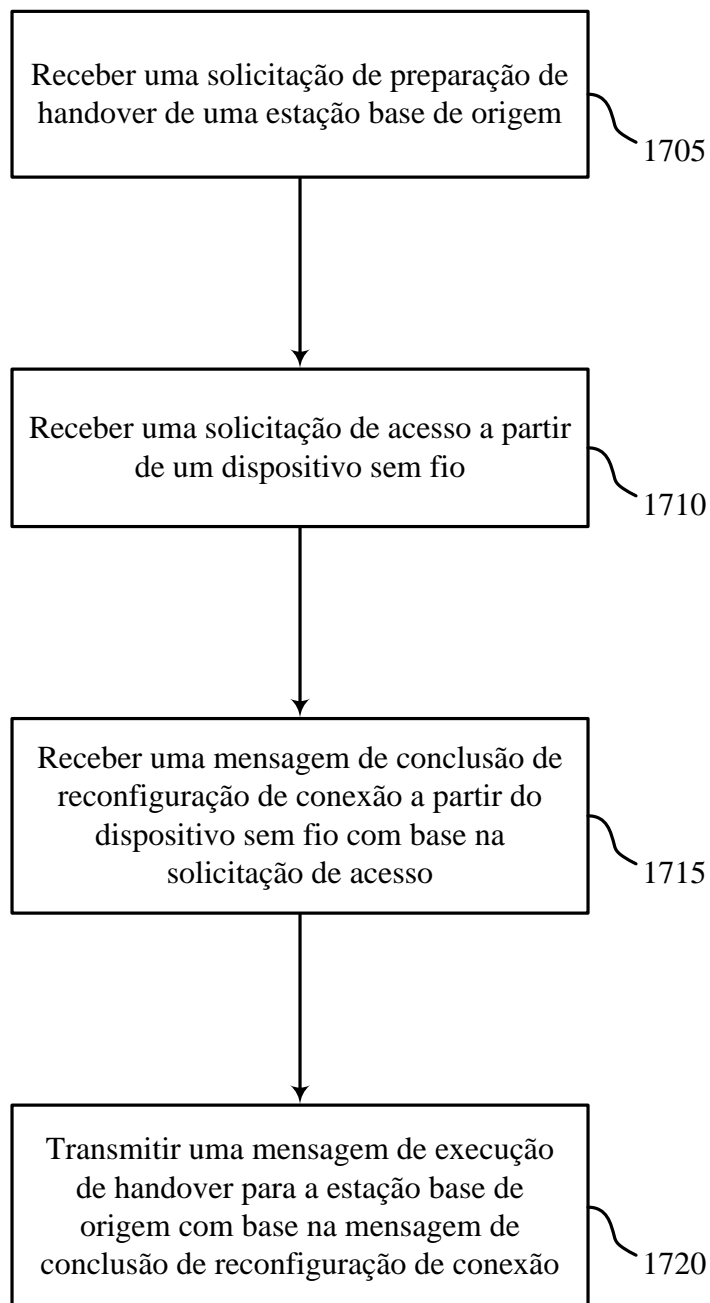 Receber uma solicitação de preparação de
handover de uma estação base de origem
1705
Receber uma solicitação de acesso a partir
de um dispositivo sem fio
1710
Receber uma mensagem de conclusão de
reconfiguração de conexão a partir do
dispositivo sem fio com base na
solicitação de acesso
1715
Transmitir uma mensagem de execução
de handover para a estação base de
origem com base na mensagem de
conclusão de reconfiguração de conexão
1720